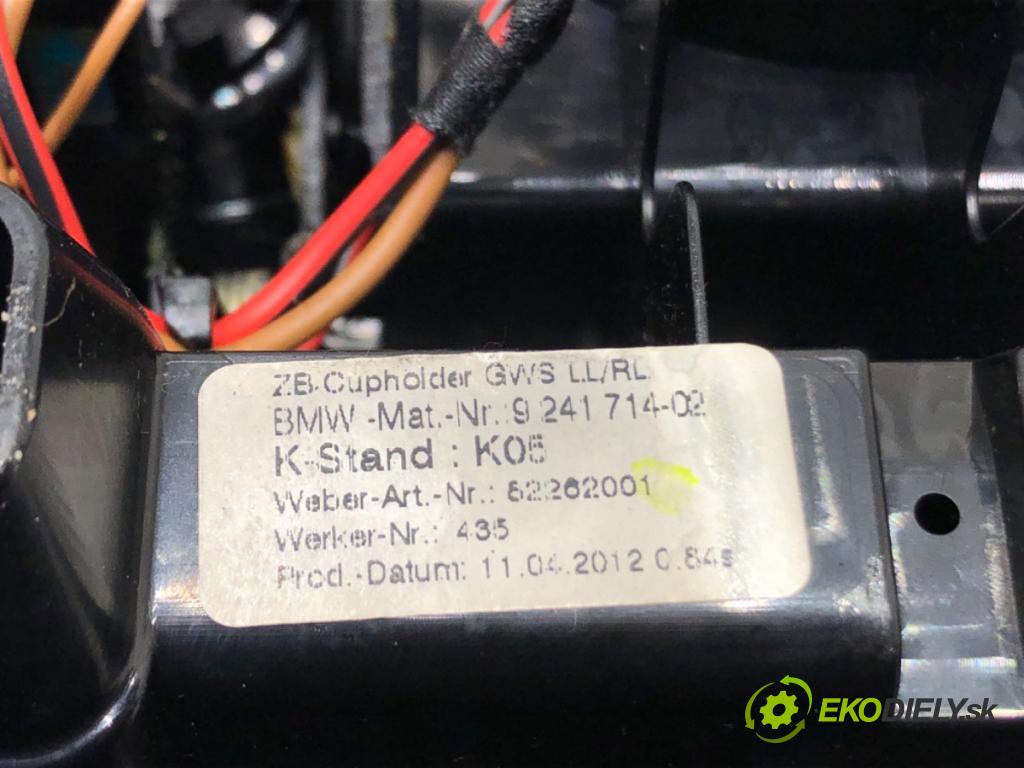 ZB-Cupholder GWS LL/RL
BMW -Mat.-Nr.:9 241 714-02
K-Stand : K05
Weber-Art.-Nr.: 82262001
Werker-Nr.: 435
Prod.-Datum: 11.04.2012 0.84s
EKODIELY.sk